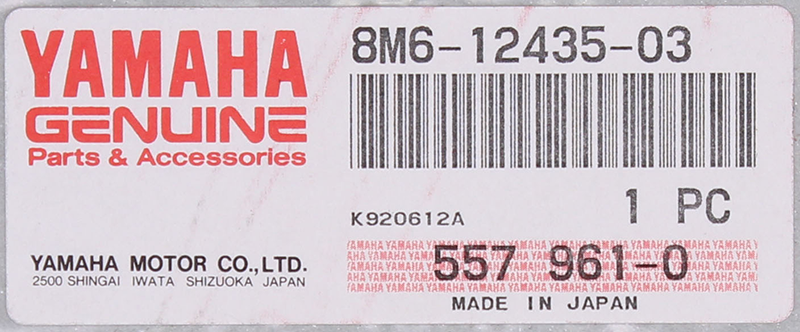 YAMAHA
GENUINE
Parts & Accessories
YAMAHA MOTOR CO.,LTD.
2500 SHINGAI IWATA SHIZUOKA JAPAN
8M6-12435-03
K920612A
1 PC
557 961-0
MADE IN JAPAN